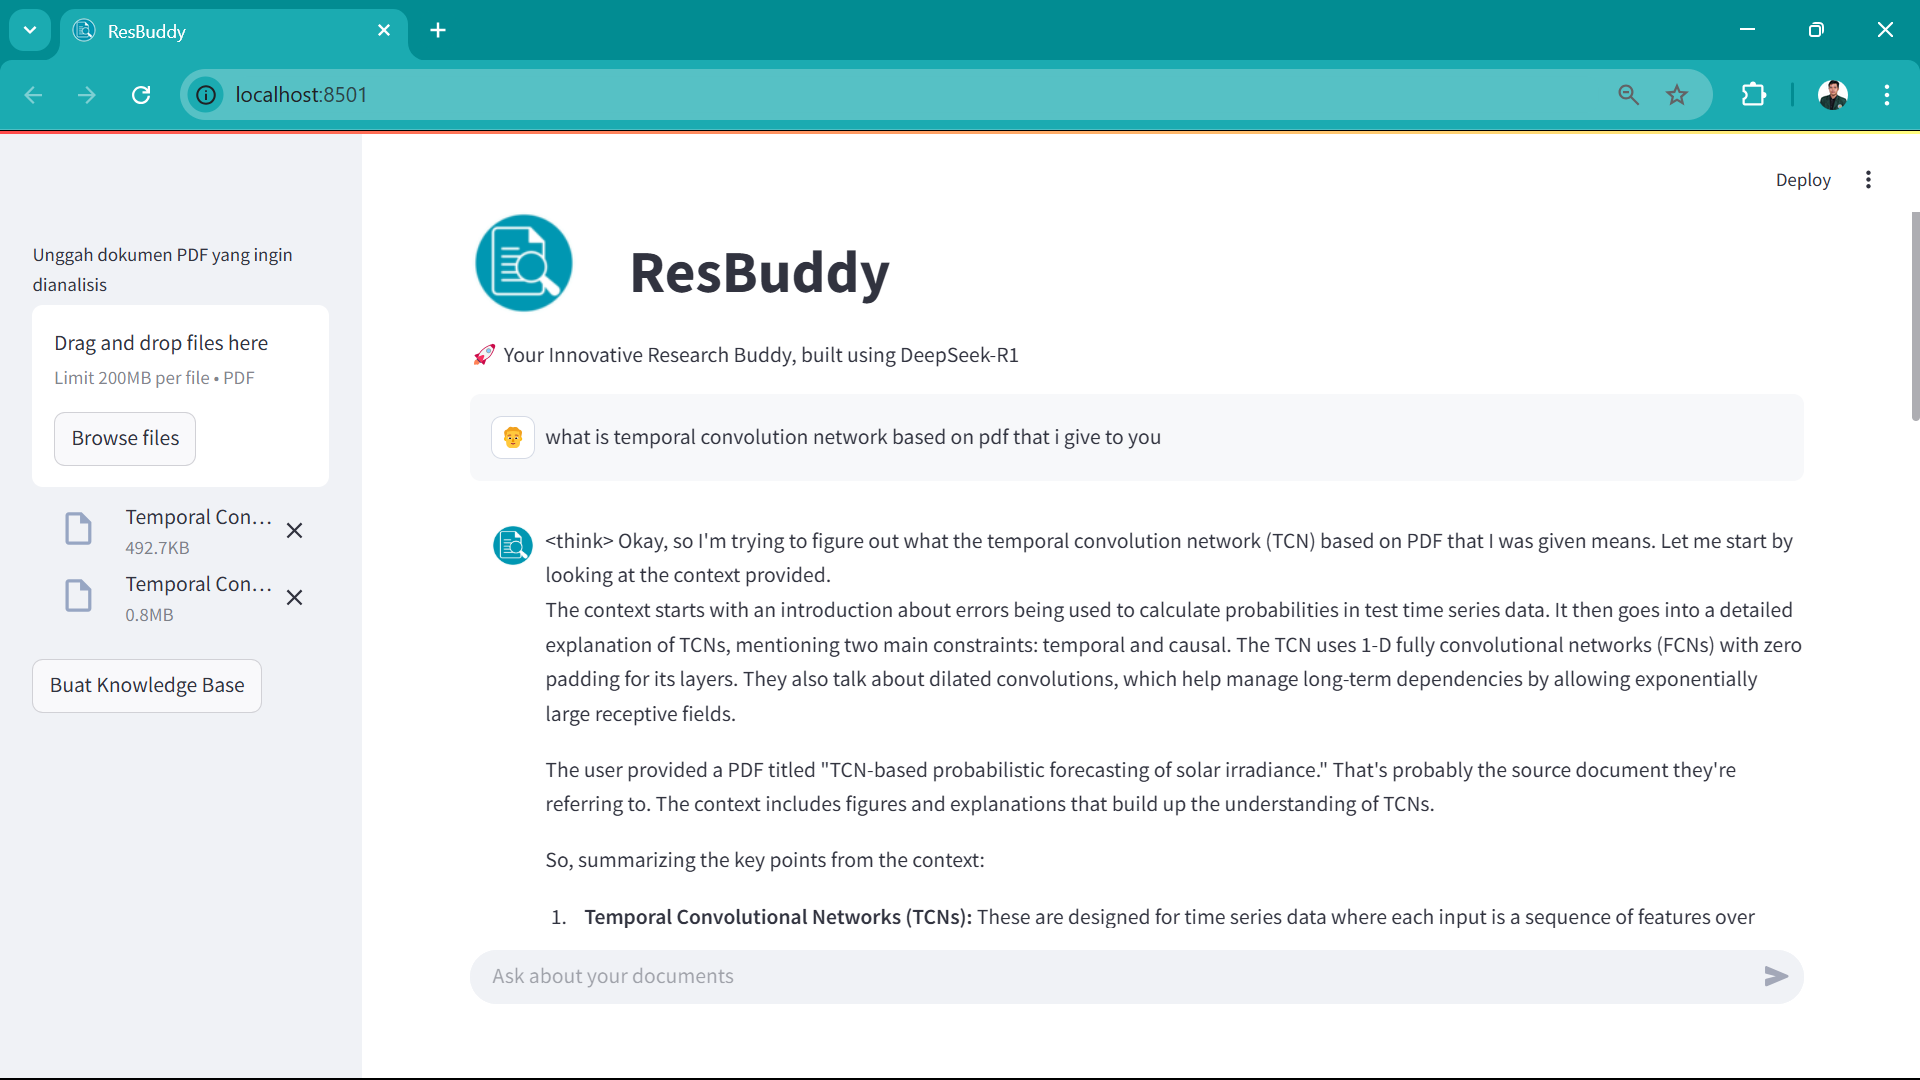 ResBuddy
localhost:8501
Deploy
Unggah dokumen PDF yang ingin
dianalisis
Drag and drop files here
Limit 200MB per file • PDF
Browse files
Temporal Con...
492.7KB
Temporal Con...
0.8MB
Buat Knowledge Base
ResBuddy
🚀 Your Innovative Research Buddy, built using DeepSeek-R1
what is temporal convolution network based on pdf that i give to you
<think> Okay, so I'm trying to figure out what the temporal convolution network (TCN) based on PDF that I was given means. Let me start by
looking at the context provided.
The context starts with an introduction about errors being used to calculate probabilities in test time series data. It then goes into a detailed
explanation of TCNs, mentioning two main constraints: temporal and causal. The TCN uses 1-D fully convolutional networks (FCNs) with zero
padding for its layers. They also talk about dilated convolutions, which help manage long-term dependencies by allowing exponentially
large receptive fields.
The user provided a PDF titled "TCN-based probabilistic forecasting of solar irradiance." That's probably the source document they're
referring to. The context includes figures and explanations that build up the understanding of TCNs.
So, summarizing the key points from the context:
1. Temporal Convolutional Networks (TCNs): These are designed for time series data where each input is a sequence of features over
Ask about your documents